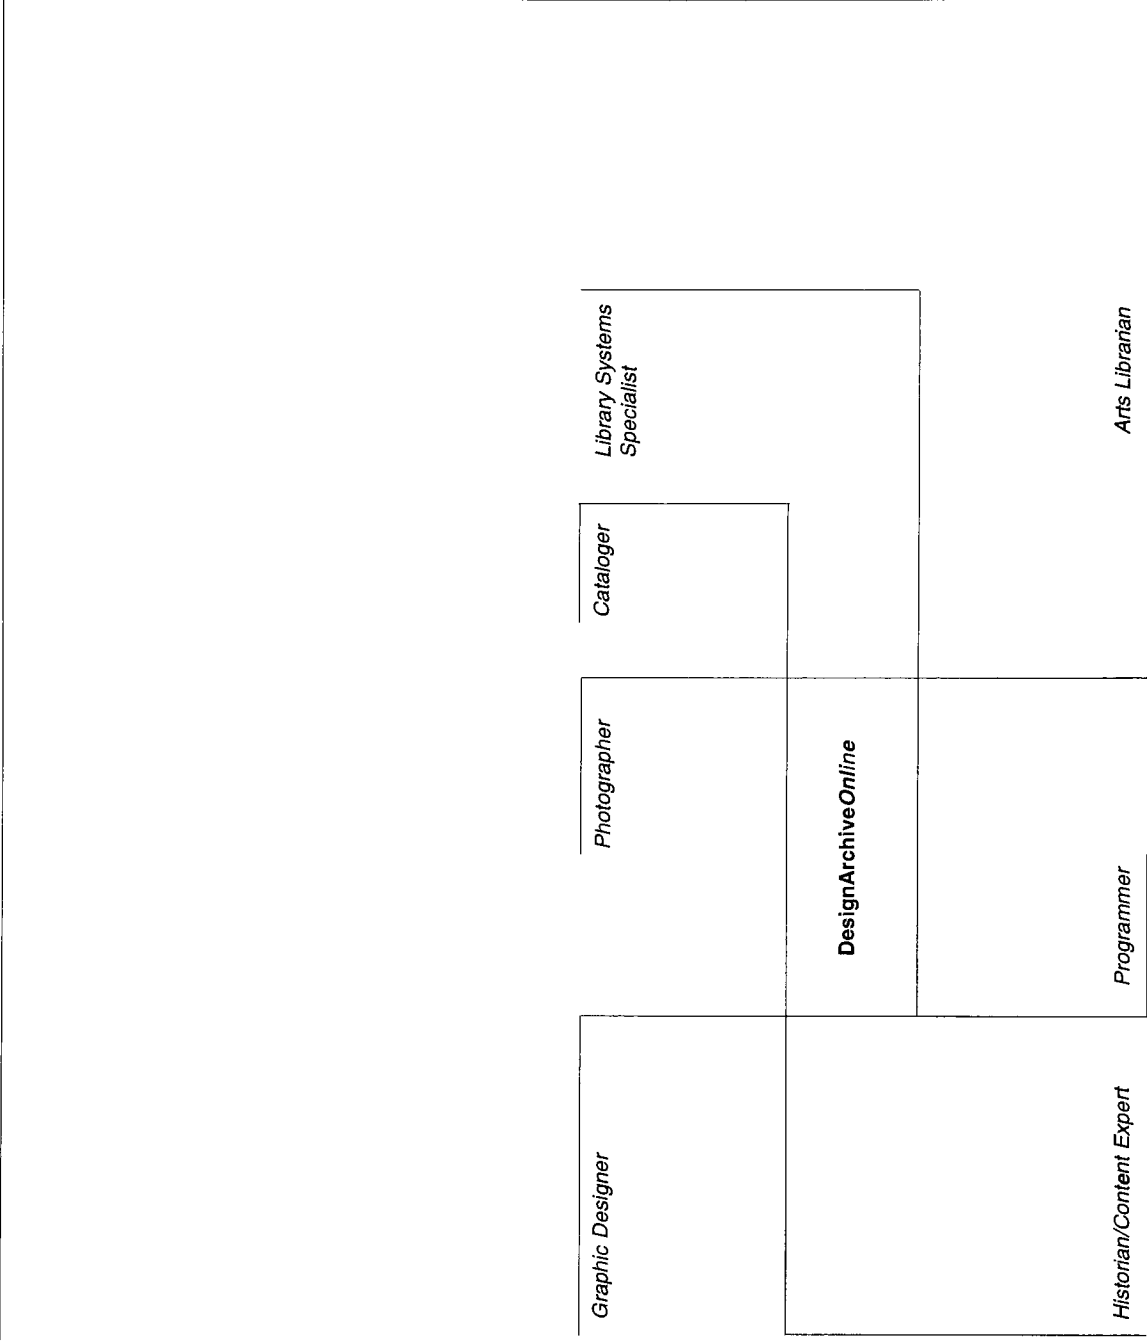 Graphic Designer
Photographer
Cataloger
Library Systems
Specialist
DesignArchiveOnline
Historian/Content Expert
Programmer
Arts Librarian